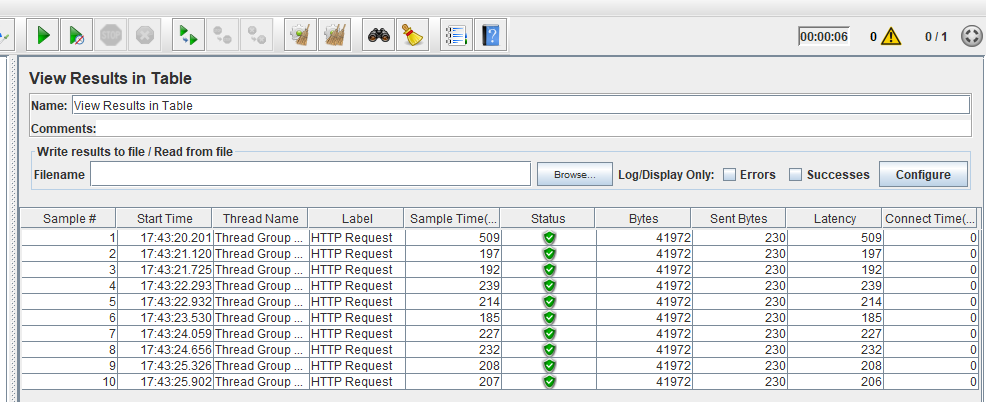 STOP
00:00:06 0 0 / 1
View Results in Table
Name: View Results in Table
Comments:
Write results to file / Read from file
Filename Browse... Log/Display Only: Errors Successes Configure
Sample # Start Time Thread Name Label Sample Time(... Status Bytes Sent Bytes Latency Connect Time(...
1 17:43:20.201 Thread Group ... HTTP Request 509 41972 230 509 0
2 17:43:21.120 Thread Group ... HTTP Request 197 41972 230 197 0
3 17:43:21.725 Thread Group ... HTTP Request 192 41972 230 192 0
4 17:43:22.293 Thread Group ... HTTP Request 239 41972 230 239 0
5 17:43:22.932 Thread Group ... HTTP Request 214 41972 230 214 0
6 17:43:23.530 Thread Group ... HTTP Request 185 41972 230 185 0
7 17:43:24.059 Thread Group ... HTTP Request 227 41972 230 227 0
8 17:43:24.656 Thread Group ... HTTP Request 232 41972 230 232 0
9 17:43:25.326 Thread Group ... HTTP Request 208 41972 230 208 0
10 17:43:25.902 Thread Group ... HTTP Request 207 41972 230 206 0